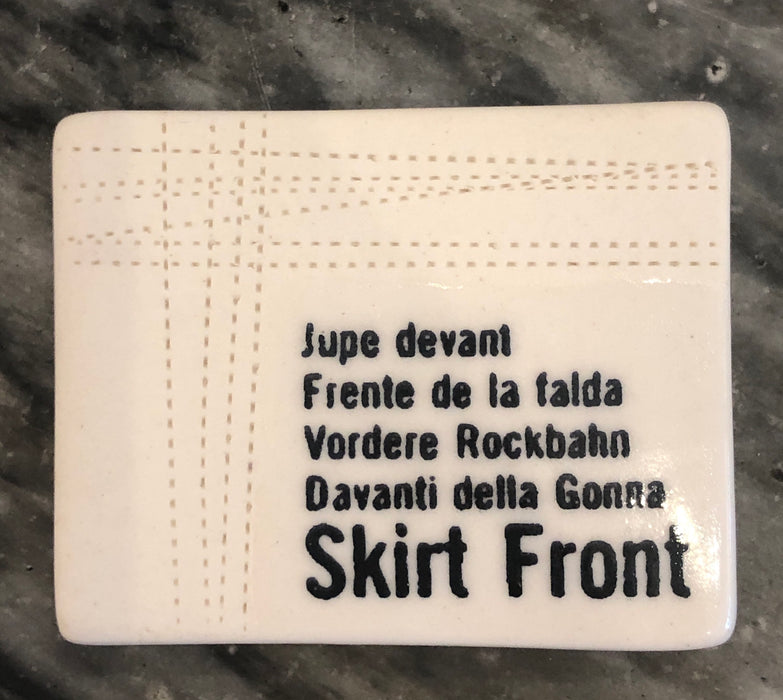 Jupe devant
Frente de la falda
Vordere Rockbahn
Davanti della Gonna
Skirt Front